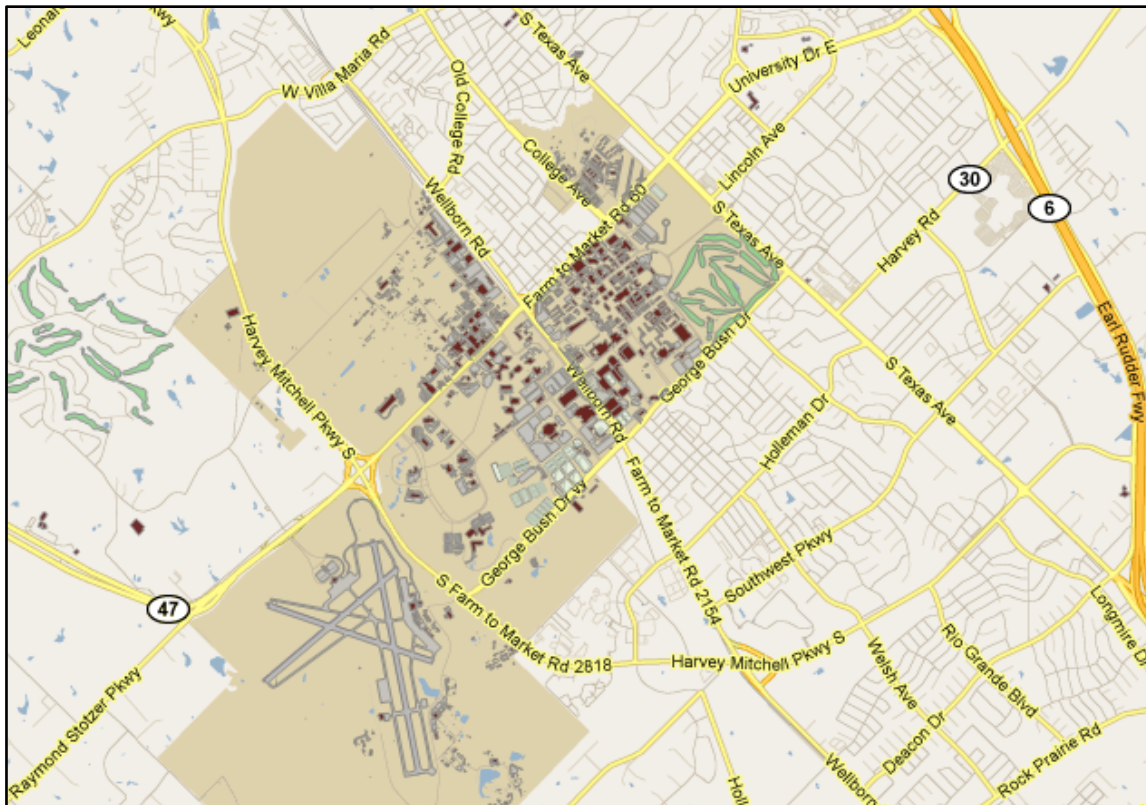 Leonar
Pkwy
W Villa Maria Rd
S Texas Ave
University Dr E
Old College Rd
Lincoln Ave
College Ave
30
6
Wellborn Rd
Farm to Market Rd 60
S Texas Ave
Harvey Rd
Harvey Mitchell Pkwy S
Earl Rudder Fwy
George Bush Dr
Wellborn Rd
S Texas Ave
Holleman Dr
Farm to Market Rd 2154
George Bush Dr W
Southwest Pkwy
47
S Farm to Market Rd 2818
Harvey Mitchell Pkwy S
Longmire D
Rio Grande Blvd
Welsh Ave
Raymond Stotzer Pkwy
Deacon Dr
Rock Prairie Rd
Wellborn
Holl